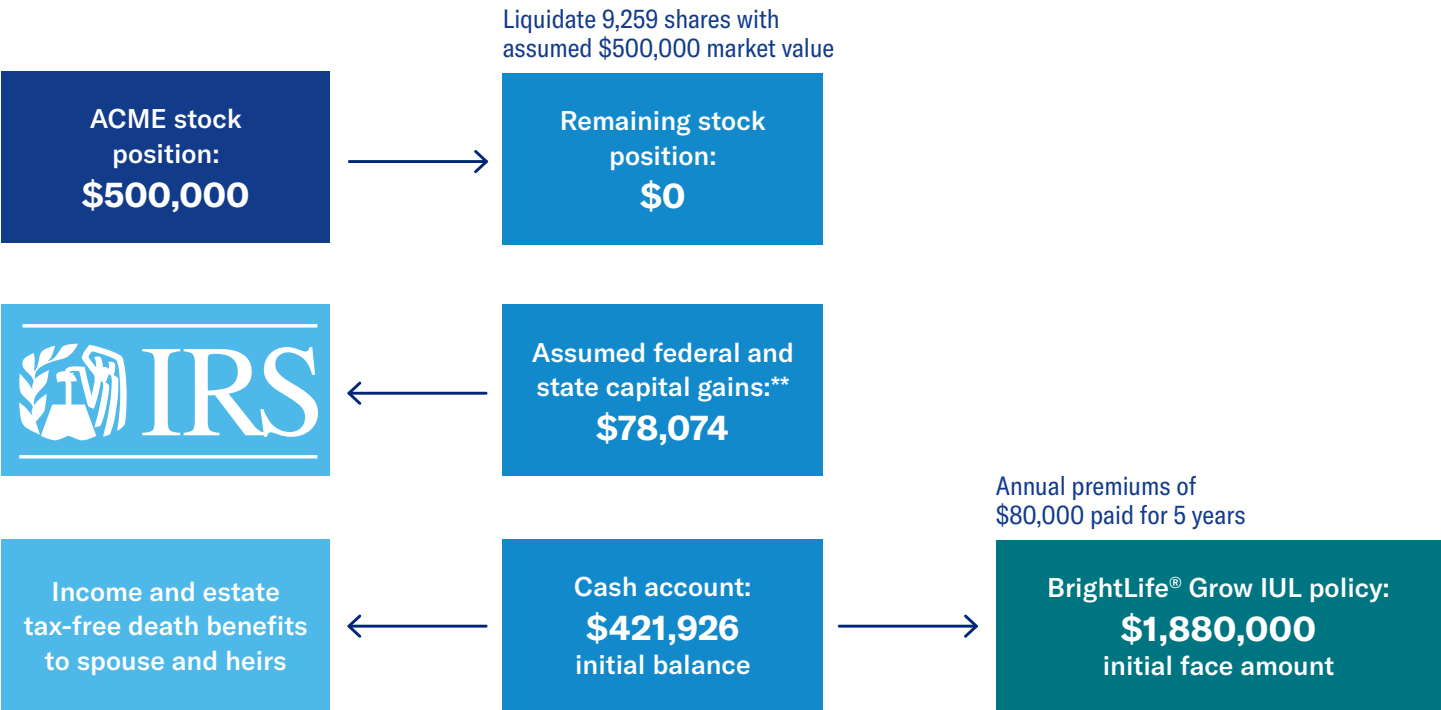 Liquidate 9,259 shares with
assumed $500,000 market value
ACME stock
position:
$500,000
Remaining stock
position:
$0
IRS
Assumed federal and
state capital gains:**
$78,074
Annual premiums of
$80,000 paid for 5 years
Income and estate
tax-free death benefits
to spouse and heirs
Cash account:
$421,926
initial balance
BrightLife® Grow IUL policy:
$1,880,000
initial face amount